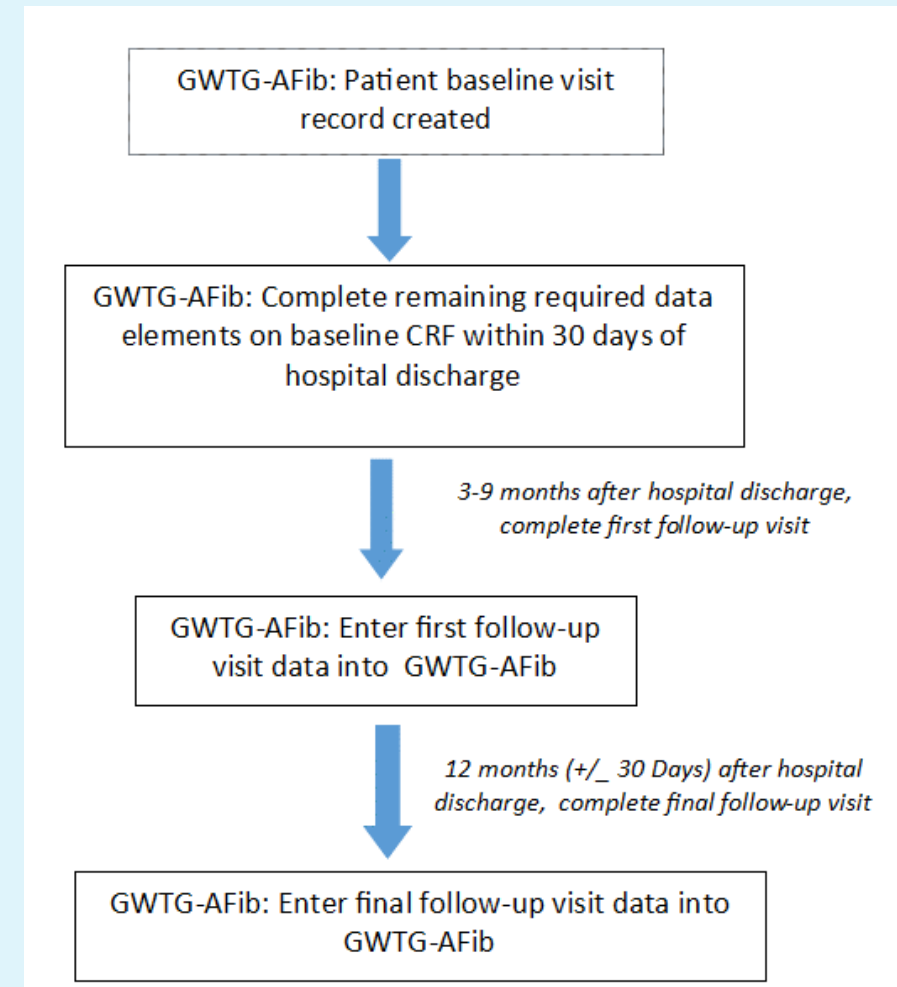 GWTG-AFib: Patient baseline visit
record created
GWTG-AFib: Complete remaining required data
elements on baseline CRF within 30 days of
hospital discharge
3-9 months after hospital discharge,
complete first follow-up visit
GWTG-AFib: Enter first follow-up
visit data into  GWTG-AFib
12 months (+/_ 30 Days) after hospital
discharge,  complete final follow-up visit
GWTG-AFib: Enter final follow-up visit data into
GWTG-AFib